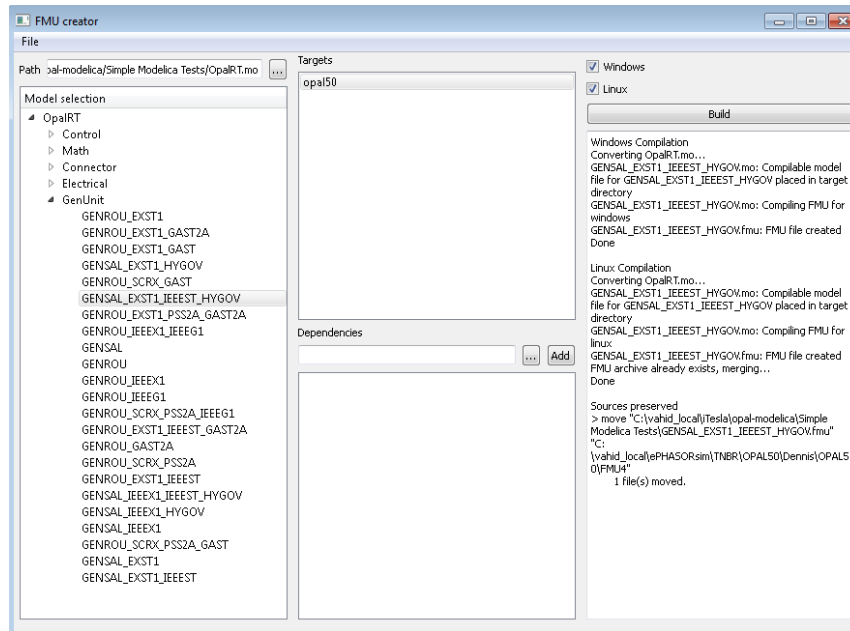 FMU creator
File
Path
pal-modelica/Simple Modelica Tests/OpalRT.mo
...
Model selection
OpalRT
Control
Math
Connector
Electrical
GenUnit
GENROU_EXST1
GENROU_EXST1_GAST2A
GENROU_EXST1_GAST
GENSAL_EXST1_HYGOV
GENROU_SCRX_GAST
GENSAL_EXST1_IEEEST_HYGOV
GENROU_EXST1_PSS2A_GAST2A
GENROU_IEEEX1_IEEEG1
GENSAL
GENROU
GENROU_IEEEX1
GENROU_IEEEG1
GENROU_SCRX_PSS2A_IEEEG1
GENROU_EXST1_IEEEST_GAST2A
GENROU_GAST2A
GENROU_SCRX_PSS2A
GENROU_EXST1_IEEEST
GENSAL_IEEEX1_IEEEST_HYGOV
GENSAL_IEEEX1_HYGOV
GENSAL_IEEEX1
GENROU_SCRX_PSS2A_GAST
GENSAL_EXST1
GENSAL_EXST1_IEEEST
Targets
opal50
Dependencies
...
Add
Windows
Linux
Build
Windows Compilation
Converting OpalRT.mo...
GENSAL_EXST1_IEEEST_HYGOV.mo: Compilable model
file for GENSAL_EXST1_IEEEST_HYGOV placed in target
directory
GENSAL_EXST1_IEEEST_HYGOV.mo: Compiling FMU for
windows
GENSAL_EXST1_IEEEST_HYGOV.fmu: FMU file created
Done
Linux Compilation
Converting OpalRT.mo...
GENSAL_EXST1_IEEEST_HYGOV.mo: Compilable model
file for GENSAL_EXST1_IEEEST_HYGOV placed in target
directory
GENSAL_EXST1_IEEEST_HYGOV.mo: Compiling FMU for
linux
GENSAL_EXST1_IEEEST_HYGOV.fmu: FMU file created
FMU archive already exists, merging...
Done
Sources preserved
> move "C:\vahid_local\iTesla\opal-modelica\Simple
Modelica Tests\GENSAL_EXST1_IEEEST_HYGOV.fmu"
"C:
\vahid_local\ePHASORsim\TNBR\OPAL50\Dennis\OPAL5
0\FMU4"
1 file(s) moved.